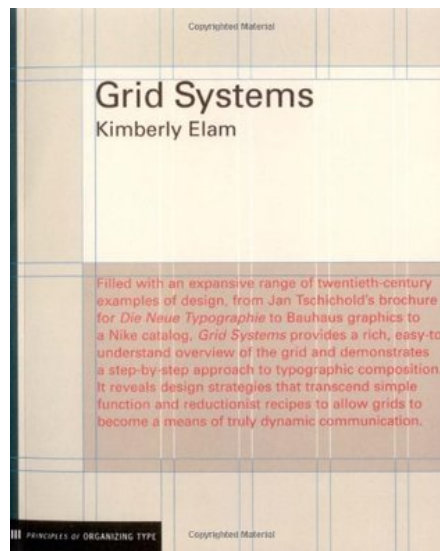 Copyrighted Material
Grid Systems
Kimberly Elam
Filled with an expansive range of twentieth-century
examples of design, from Jan Tschichold's brochure
for Die Neue Typographie to Bauhaus graphics to
a Nike catalog, Grid Systems provides a rich, easy-to
understand overview of the grid and demonstrates
a step-by-step approach to typographic composition.
It reveals design strategies that transcend simple
function and reductionist recipes to allow grids to
become a means of truly dynamic communication.
PRINCIPLES OF ORGANIZING TYPE
Copyrighted Material